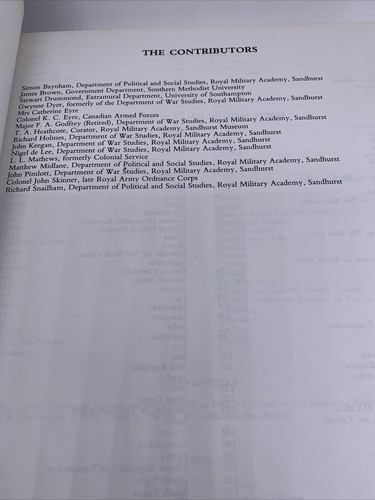 THE CONTRIBUTORS
Simon Baynham, Department of Political and Social Studies, Royal Military Academy, Sandhurst
James Brown, Government Department, Southern Methodist University
Stewart Drummond, Extramural Department, University of Southampton
Gwynne Dyer, formerly of the Department of War Studies, Royal Military Academy, Sandhurst
Mrs Catherine Eyre
Colonel K. C. Eyre, Canadian Armed Forces
Major F. A. Godfrey (Retired), Department of War Studies, Royal Military Academy, Sandhurst
T. A. Heathcote, Curator, Royal Military Academy, Sandhurst Museum
Richard Holmes, Department of War Studies, Royal Military Academy, Sandhurst
John Keegan, Department of War Studies, Royal Military Academy, Sandhurst
Nigel de Lee, Department of War Studies, Royal Military Academy, Sandhurst
L. L. Mathews, formerly Colonial Service
Matthew Midlane, Department of Political and Social Studies, Royal Military Academy, Sandhurst
John Pimlott, Department of War Studies, Royal Military Academy, Sandhurst
Colonel John Skinner, late Royal Army Ordnance Corps
Richard Snailham, Department of Political and Social Studies, Royal Military Academy, Sandhurst